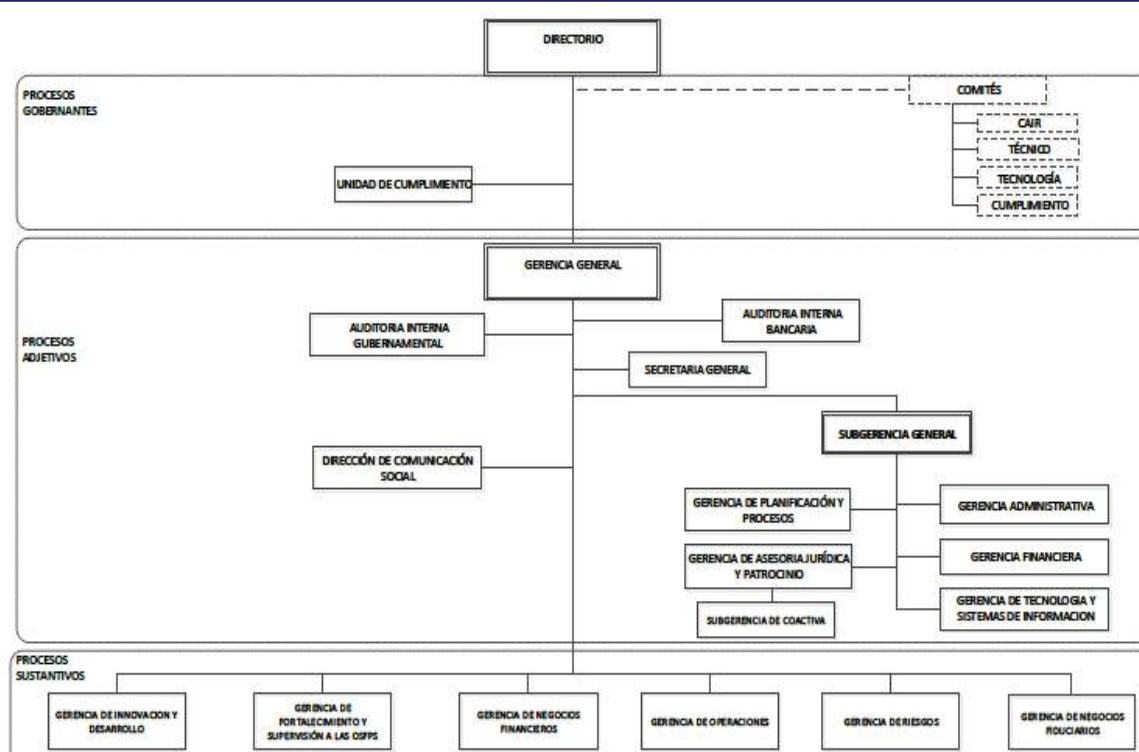 DIRECTORIO
PROCESOS
GOBERNANTES
COMITÉS
CAIR
TÉCNICO
TECNOLOGÍA
CUMPLIMIENTO
UNIDAD DE CUMPLIMIENTO
GERENCIA GENERAL
PROCESOS
ADJETIVOS
AUDITORIA INTERNA
GUBERNAMENTAL
AUDITORIA INTERNA
BANCARIA
SECRETARIA GENERAL
SUBGERENCIA GENERAL
DIRECCIÓN DE COMUNICACIÓN
SOCIAL
GERENCIA DE PLANIFICACIÓN Y
PROCESOS
GERENCIA ADMINISTRATIVA
GERENCIA DE ASESORIA JURÍDICA
Y PATROCINIO
GERENCIA FINANCIERA
SUBGERENCIA DE COACTIVA
GERENCIA DE TECNOLOGIA Y
SISTEMAS DE INFORMACION
PROCESOS
SUSTANTIVOS
GERENCIA DE INNOVACION Y
DESARROLLO
GERENCIA DE
FORTALECIMIENTO Y
SUPERVISIÓN A LAS OSFPS
GERENCIA DE NEGOCIOS
FINANCIEROS
GERENCIA DE OPERACIONES
GERENCIA DE RIESGOS
GERENCIA DE NEGOCIOS
FIDUCIARIOS